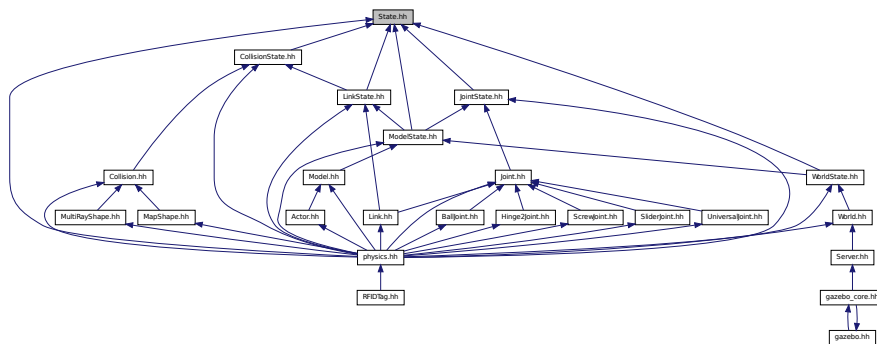 State.hh
CollisionState.hh
LinkState.hh
JointState.hh
ModelState.hh
Collision.hh
Model.hh
Joint.hh
WorldState.hh
MultiRayShape.hh
MapShape.hh
Actor.hh
Link.hh
BallJoint.hh
Hinge2Joint.hh
ScrewJoint.hh
SliderJoint.hh
UniversalJoint.hh
World.hh
physics.hh
Server.hh
RFIDTag.hh
gazebo_core.hh
gazebo.hh